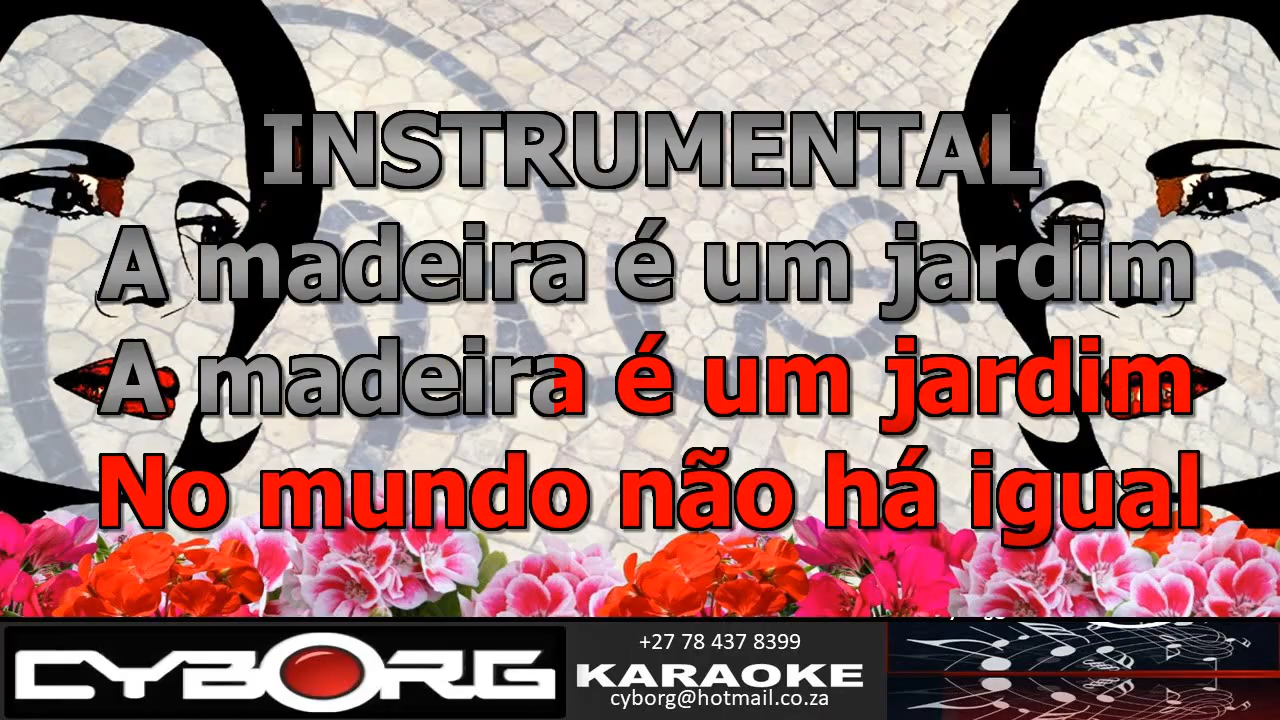 INSTRUMENTAL
A madeira é um jardim
A madeira é um jardim
No mundo não há igual
CYBORG
+27 78 437 8399
KARAOKE
cyborg@hotmail.co.za